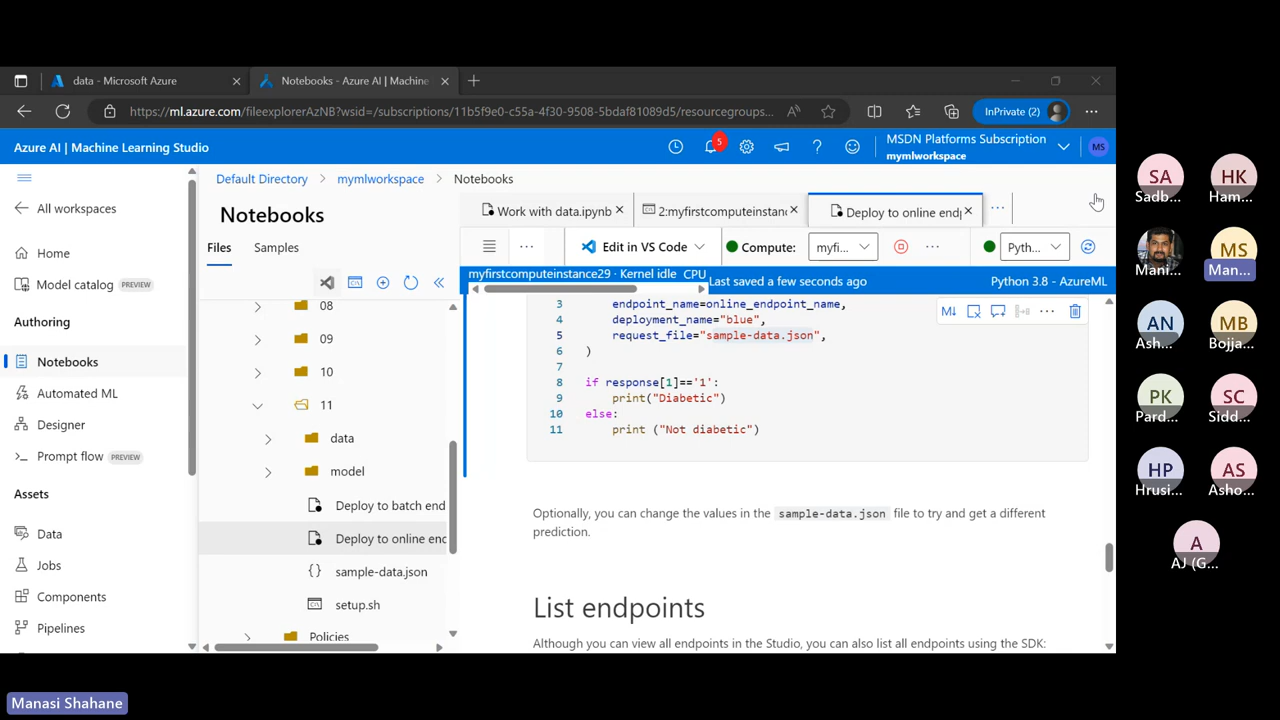 data - Microsoft Azure
Notebooks - Azure AI | Machine
https://ml.azure.com/fileexplorerAzNB?wsid=/subscriptions/11b5f9e0-c55a-4f30-9508-5bdaf81089d5/resourcegroups...
InPrivate (2)
Azure AI | Machine Learning Studio
5
MSDN Platforms Subscription
mymlworkspace
MS
Default Directory
mymlworkspace
Notebooks
All workspaces
Home
Model catalog PREVIEW
Authoring
Notebooks
Automated ML
Designer
Prompt flow PREVIEW
Assets
Data
Jobs
Components
Pipelines
Notebooks
Files
Samples
08
09
10
11
data
model
Deploy to batch end
Deploy to online enc
sample-data.json
setup.sh
Policies
Work with data.ipynb
2:myfirstcomputeinstanc
Deploy to online endp
Edit in VS Code
Compute:
myfi...
Pyth...
myfirstcomputeinstance29 · Kernel idle CPU
Last saved a few seconds ago
Python 3.8 - AzureML
3 endpoint_name=online_endpoint_name,
4 deployment_name="blue",
5 request_file="sample-data.json",
6 )
7
8 if response[1]=='1':
9 print("Diabetic")
10 else:
11 print ("Not diabetic")
Optionally, you can change the values in the sample-data.json file to try and get a different
prediction.
List endpoints
Although you can view all endpoints in the Studio, you can also list all endpoints using the SDK:
SA
Sadb...
HK
Ham...
Mani...
MS
Man...
AN
Ash...
MB
Bojja...
PK
Pard...
SC
Sidd...
HP
Hrusi...
AS
Asho...
A
AJ (G...
Manasi Shahane